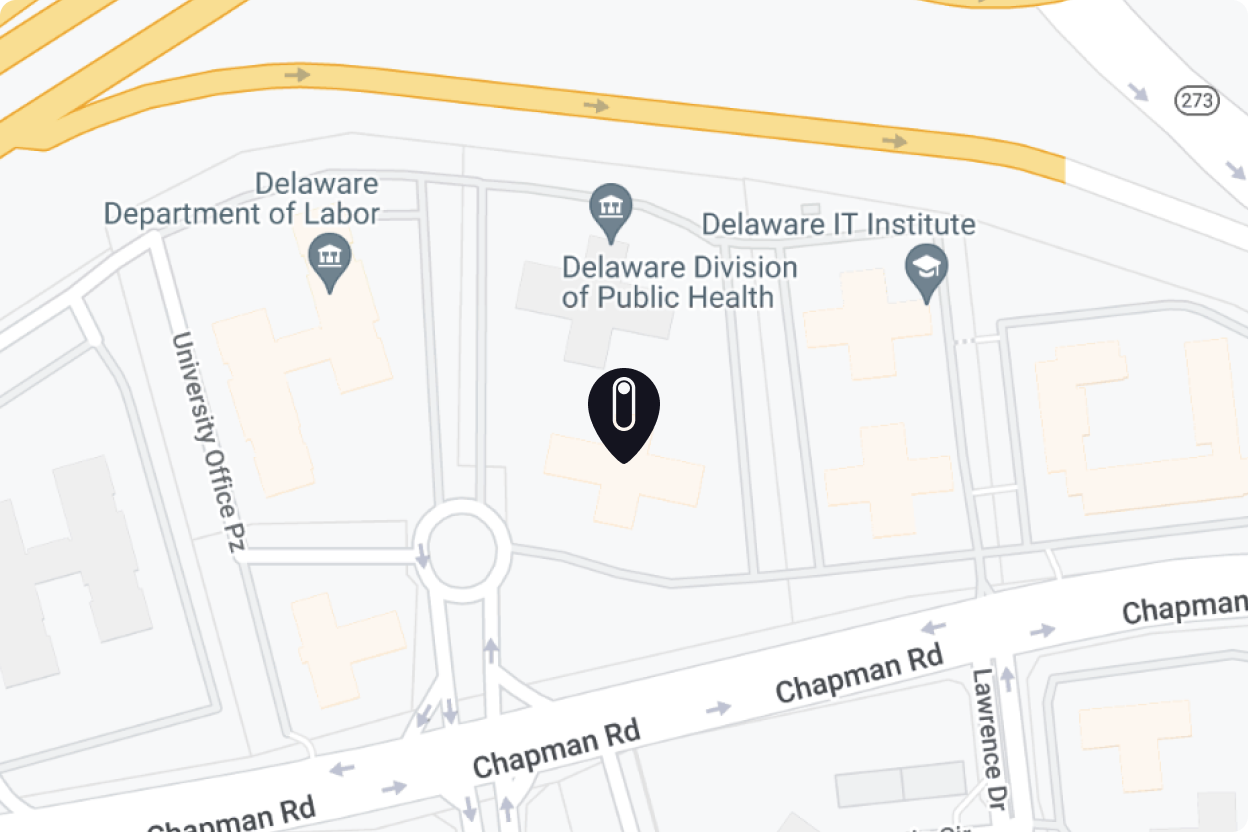 273
Delaware
Department of Labor
Delaware IT Institute
Delaware Division
of Public Health
University Office Pz
Chapman
Chapman Rd
Lawrence Dr
Chapman Rd
Chapman Rd